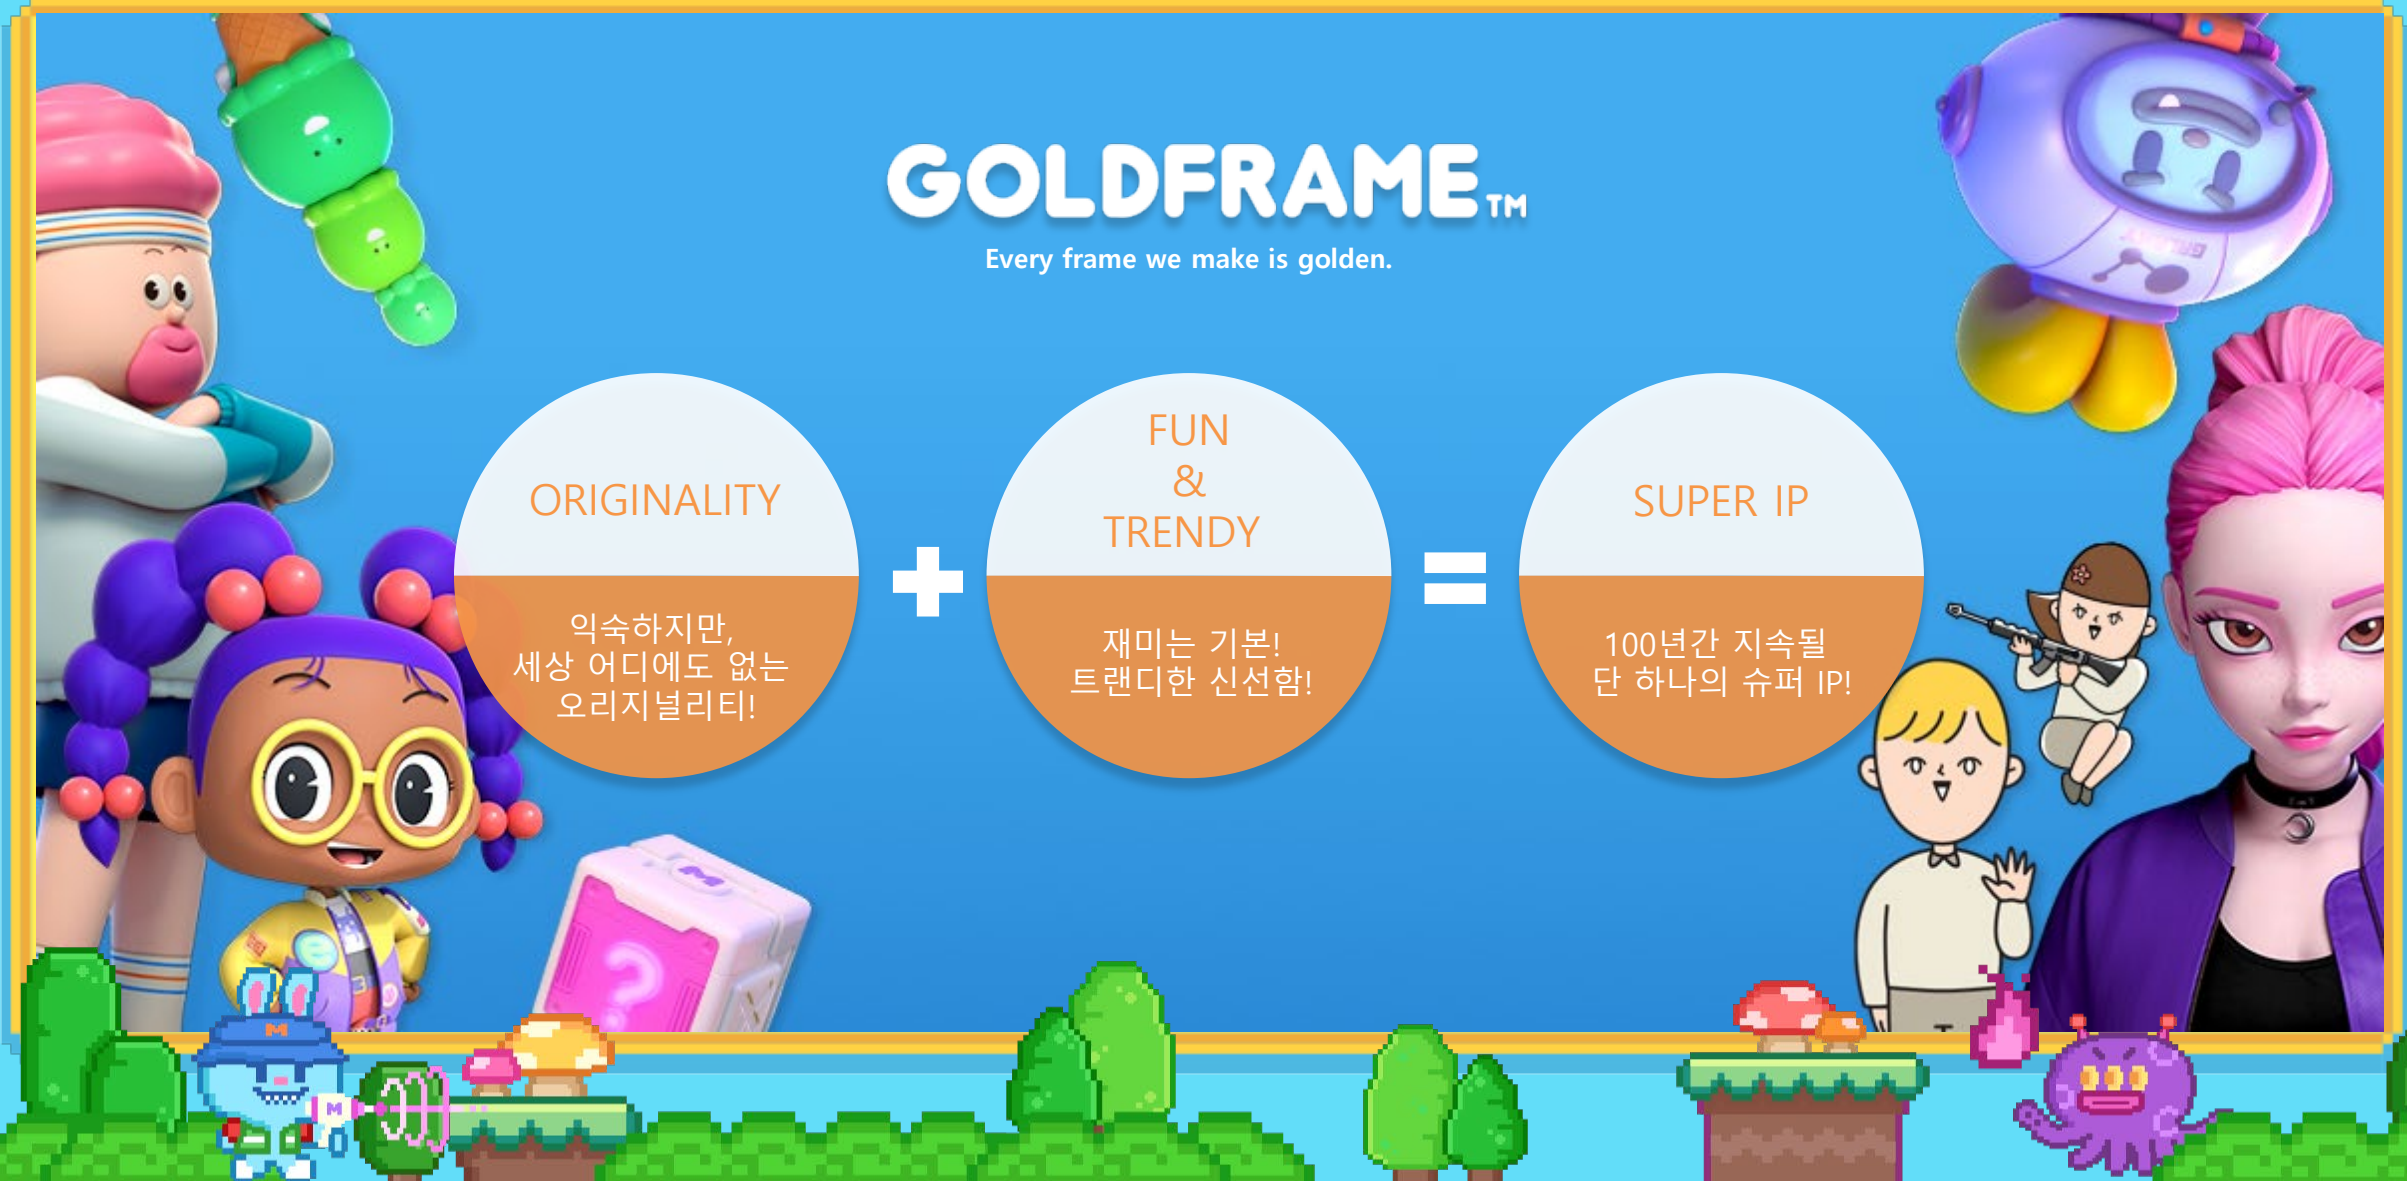 GOLDFRAME™
Every frame we make is golden.
ORIGINALITY
익숙하지만,
세상 어디에도 없는
오리지널리티!
+
FUN
&
TRENDY
재미는 기본!
트랜디한 신선함!
=
SUPER IP
100년간 지속될
단 하나의 슈퍼 IP!
M
?
M
M